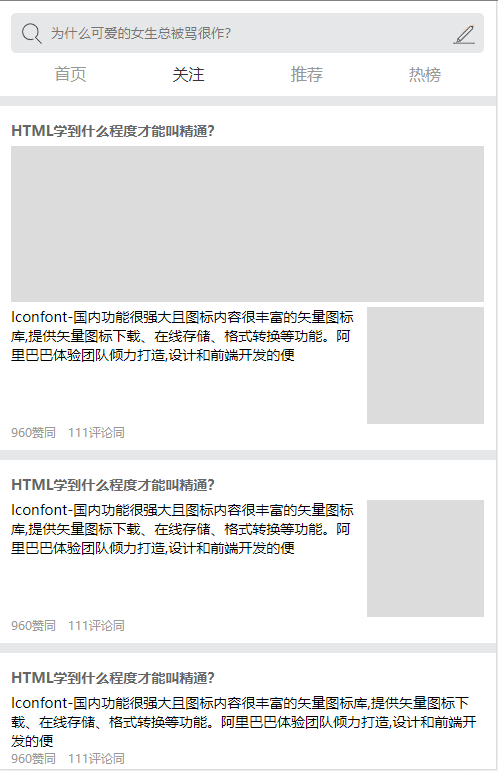 为什么可爱的女生总被骂很作?
首页 关注 推荐 热榜
HTML学到什么程度才能叫精通?
Iconfont-国内功能很强大且图标内容很丰富的矢量图标
库,提供矢量图标下载、在线存储、格式转换等功能。阿
里巴巴体验团队倾力打造,设计和前端开发的便
960赞同 111评论同
HTML学到什么程度才能叫精通?
Iconfont-国内功能很强大且图标内容很丰富的矢量图标
库,提供矢量图标下载、在线存储、格式转换等功能。阿
里巴巴体验团队倾力打造,设计和前端开发的便
960赞同 111评论同
HTML学到什么程度才能叫精通?
Iconfont-国内功能很强大且图标内容很丰富的矢量图标库,提供矢量图标下
载、在线存储、格式转换等功能。阿里巴巴体验团队倾力打造,设计和前端开
发的便
960赞同 111评论同